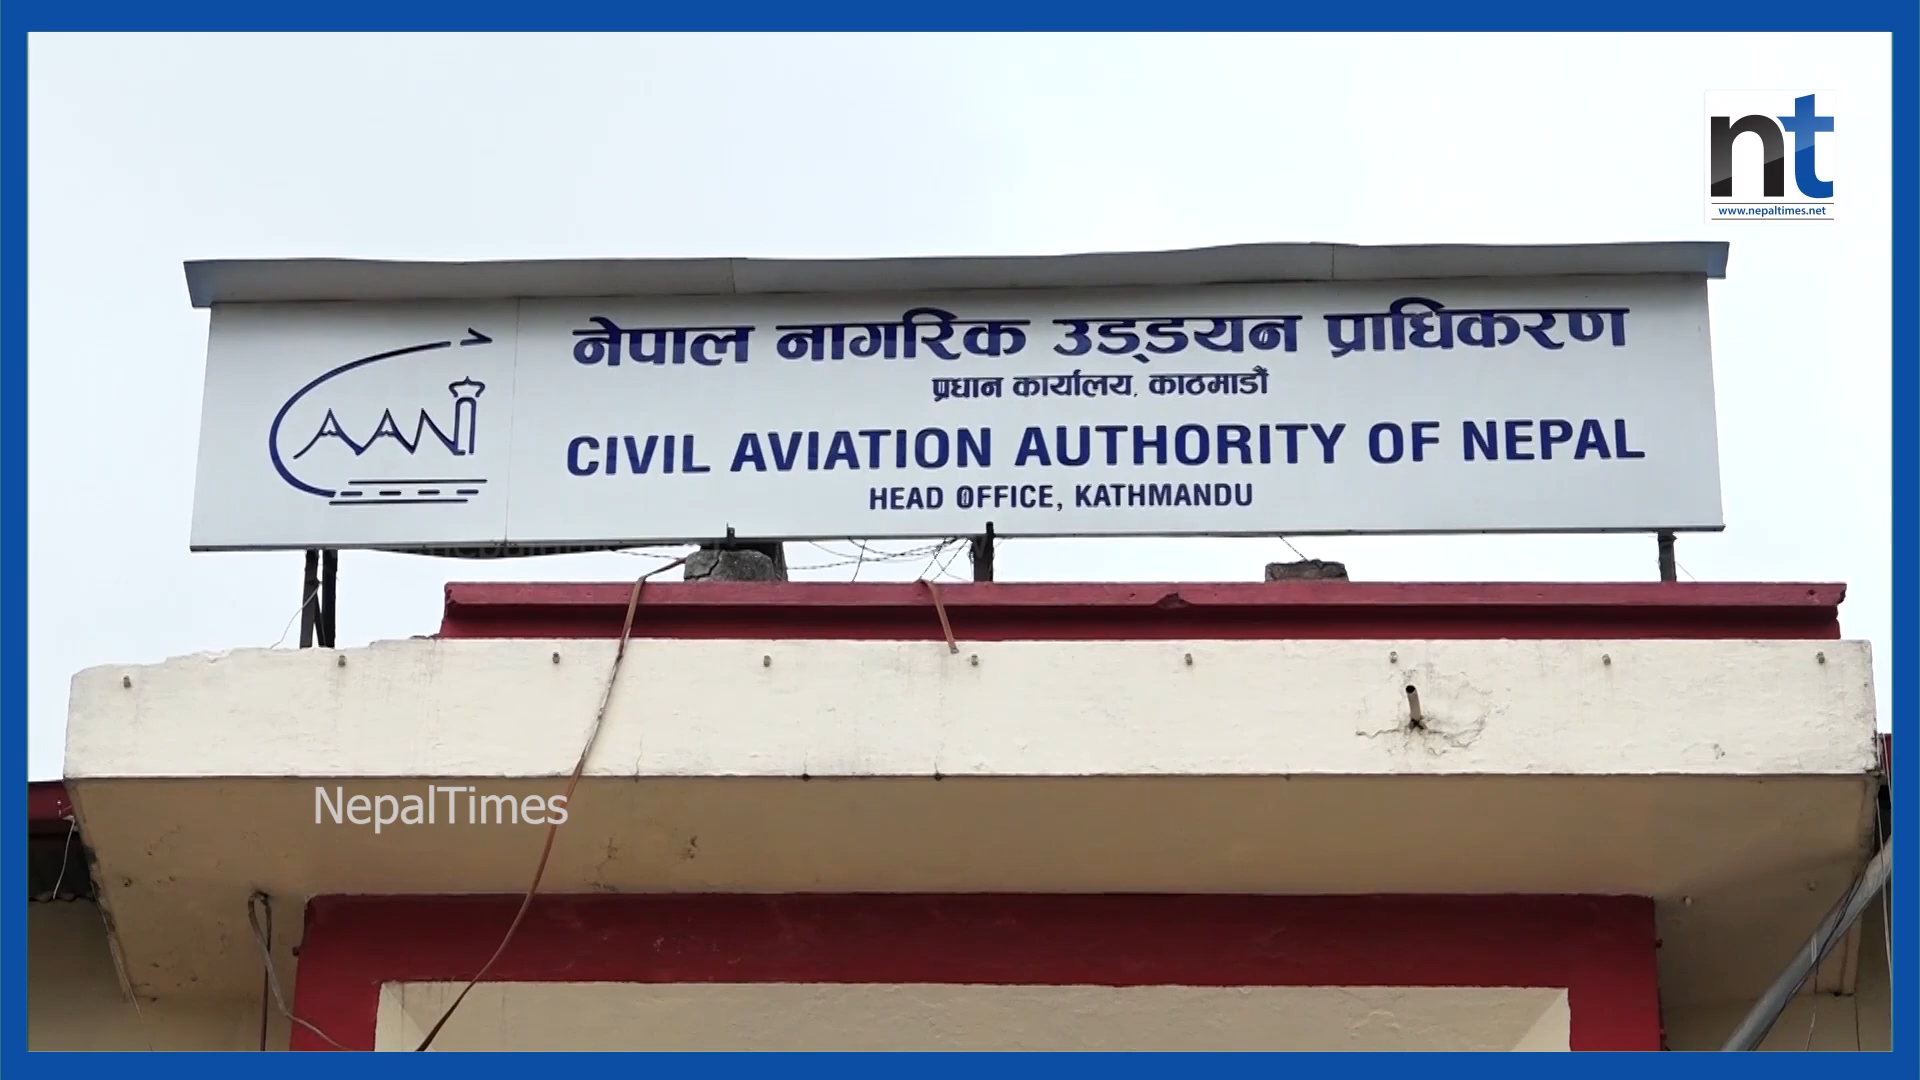 nt
www.nepaltimes.net
नेपाल नागरिक उड्डयन प्राधिकरण
प्रधान कार्यालय, काठमाडौं
CAAN
CIVIL AVIATION AUTHORITY OF NEPAL
HEAD OFFICE, KATHMANDU
NepalTimes